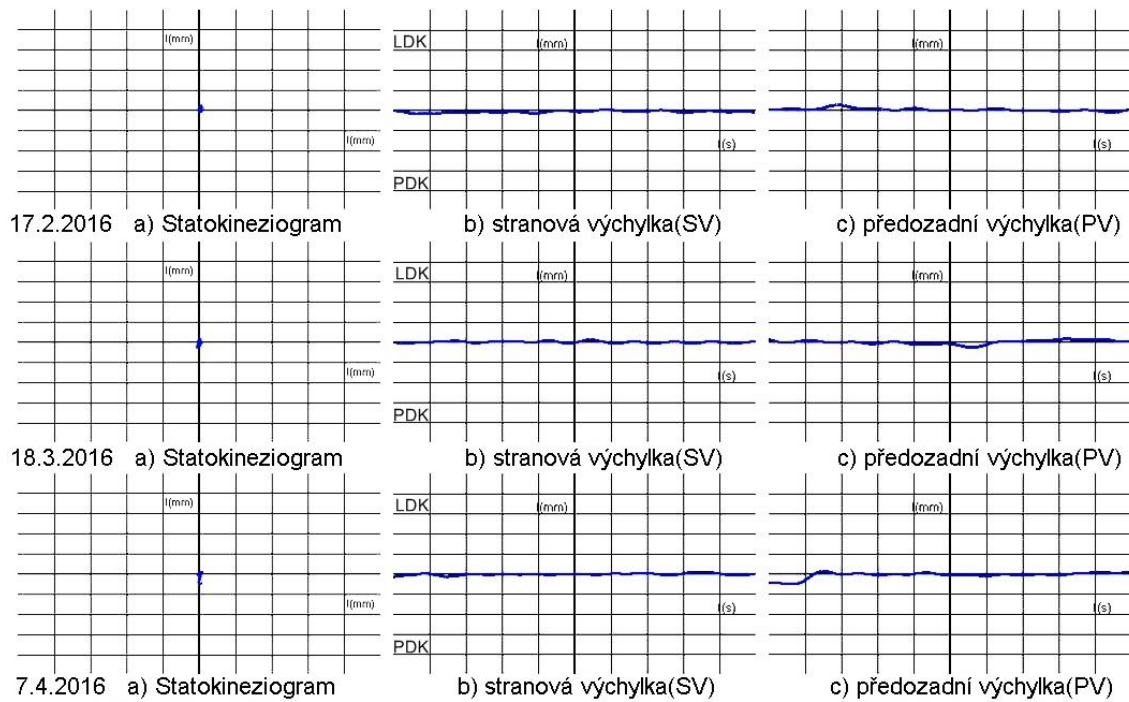 l(mm)
l(mm)
LDK
l(mm)
l(s)
PDK
l(mm)
l(s)
17.2.2016 a) Statokineziogram
b) stranová výchylka(SV)
c) předozadní výchylka(PV)
l(mm)
l(mm)
LDK
l(mm)
l(s)
PDK
l(mm)
l(s)
18.3.2016 a) Statokineziogram
b) stranová výchylka(SV)
c) předozadní výchylka(PV)
l(mm)
l(mm)
LDK
l(mm)
l(s)
PDK
l(mm)
l(s)
7.4.2016 a) Statokineziogram
b) stranová výchylka(SV)
c) předozadní výchylka(PV)